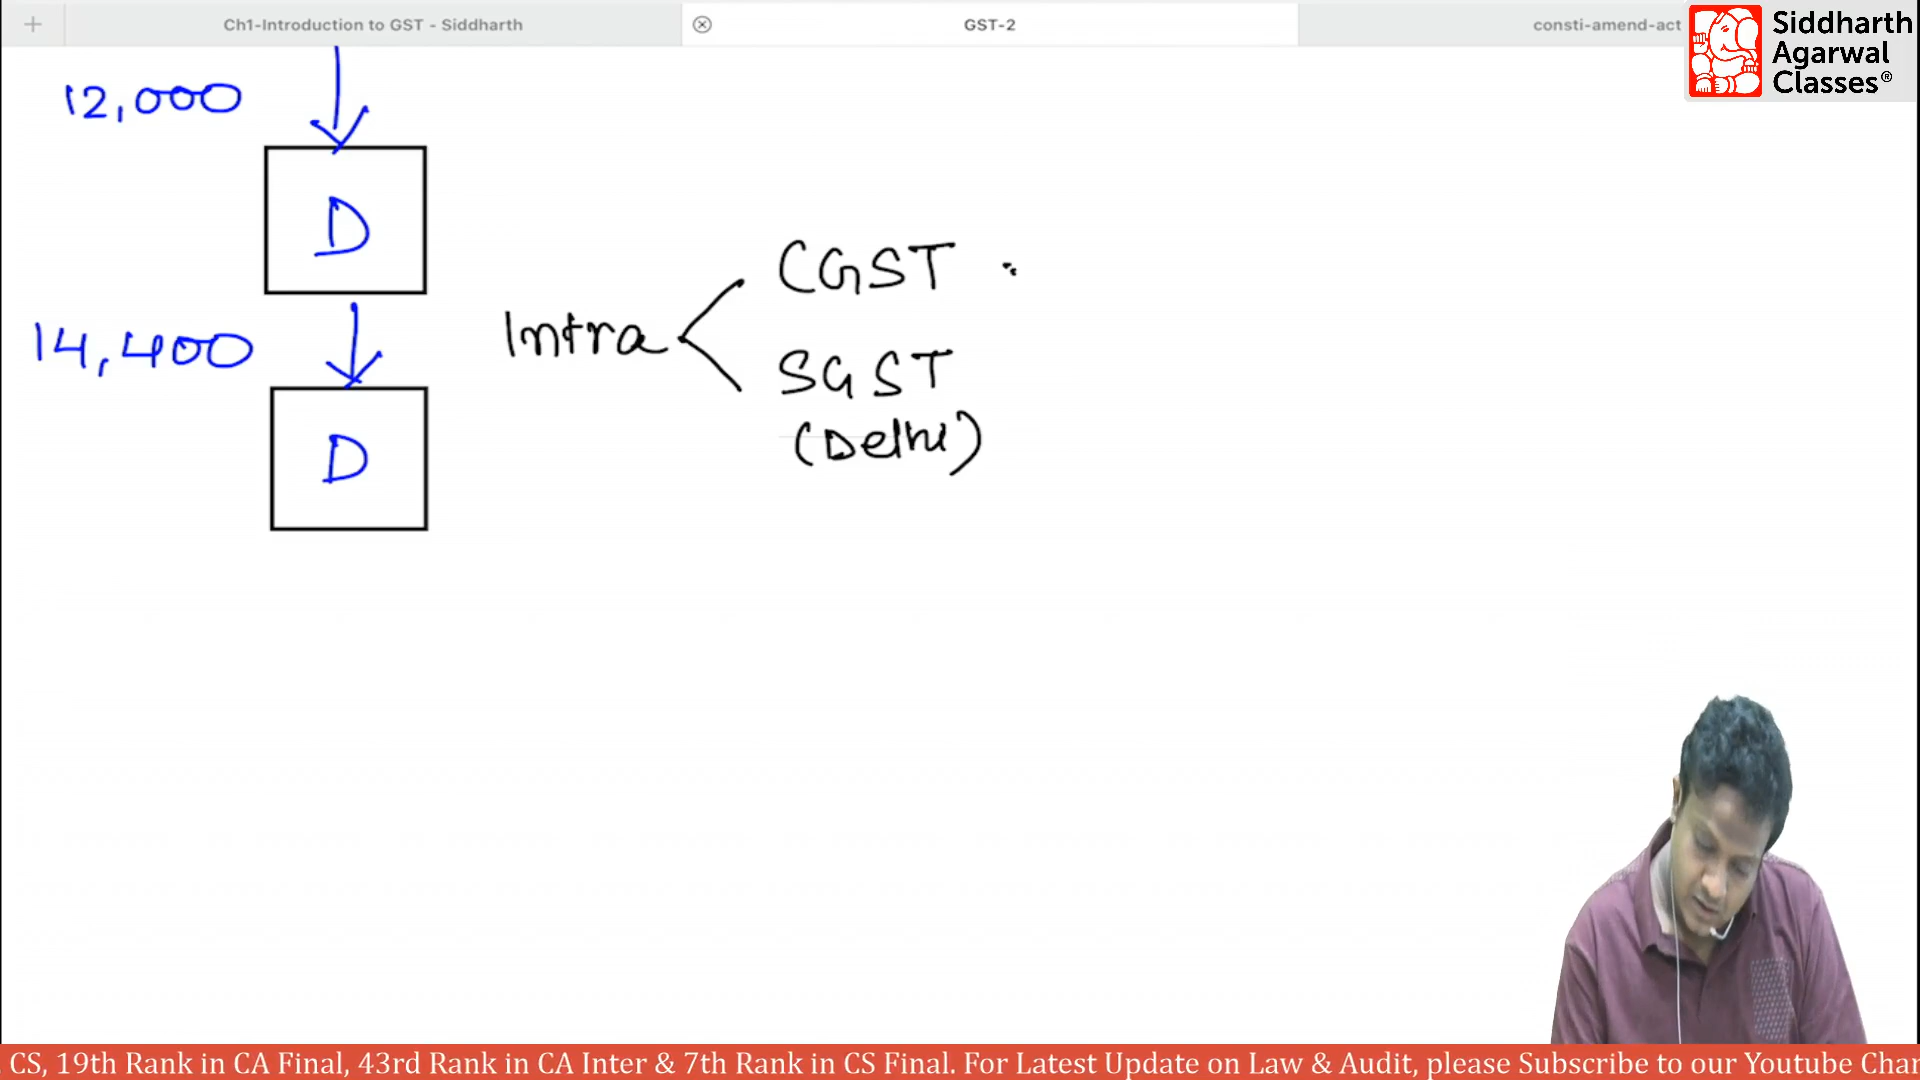 Ch1-Introduction to GST - Siddharth
GST-2
consti-amend-act
Siddharth
Agarwal
Classes®
12,000
D
14,400
D
Intra
CGST
SGST
(Delhi)
CS, 19th Rank in CA Final, 43rd Rank in CA Inter & 7th Rank in CS Final. For Latest Update on Law & Audit, please Subscribe to our Youtube Chan